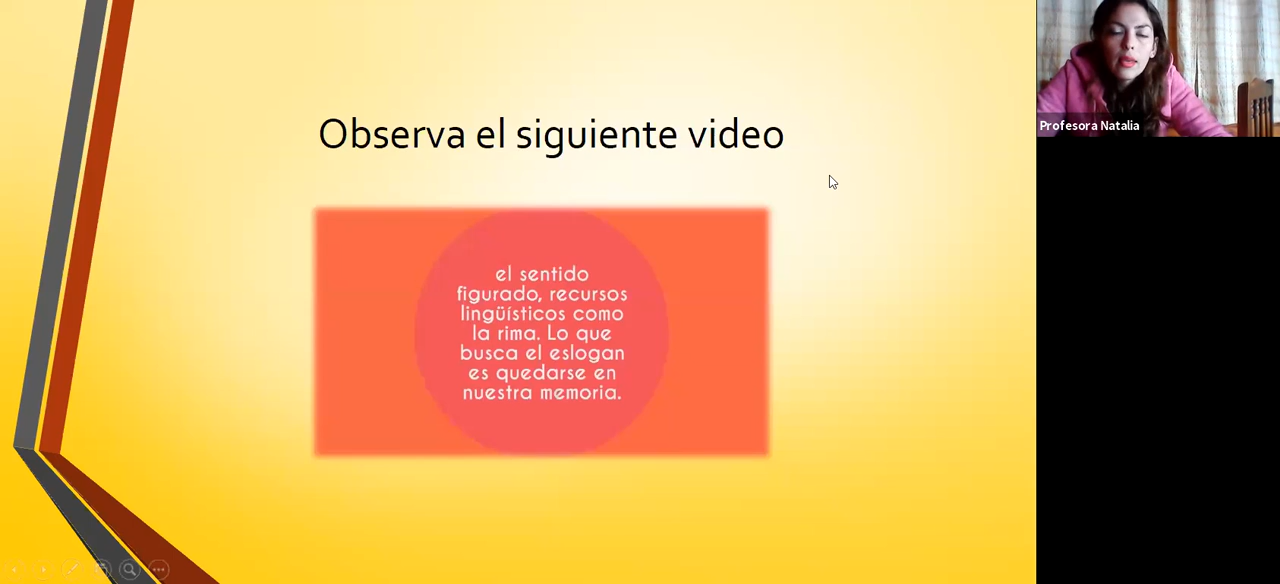 Observa el siguiente video
el sentido
figurado, recursos
lingüísticos como
la rima. Lo que
busca el eslogan
es quedarse en
nuestra memoria.
Profesora Natalia